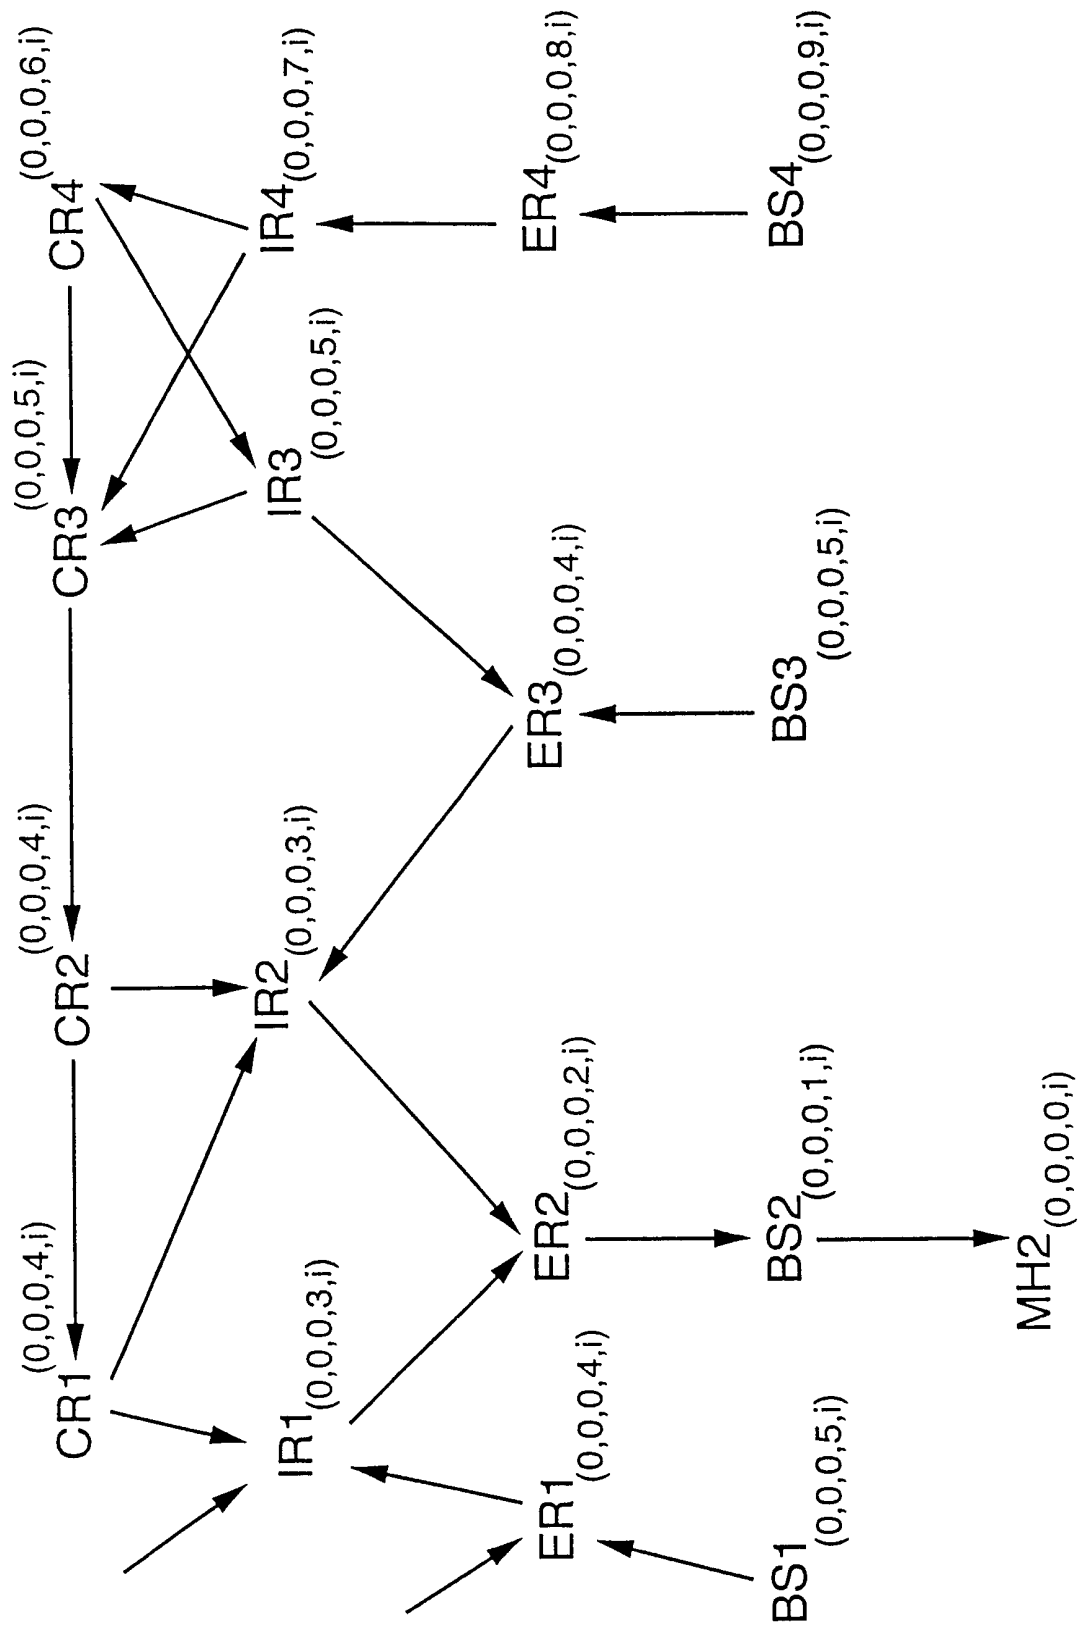 CR1
(0,0,0,4,i)
CR2
(0,0,0,4,i)
CR3
(0,0,0,5,i)
CR4
(0,0,0,6,i)
IR1
(0,0,0,3,i)
IR2
(0,0,0,3,i)
IR3
(0,0,0,5,i)
IR4
(0,0,0,7,i)
ER1
(0,0,0,4,i)
ER2
(0,0,0,2,i)
ER3
(0,0,0,4,i)
ER4
(0,0,0,8,i)
BS1
(0,0,0,5,i)
BS2
(0,0,0,1,i)
BS3
(0,0,0,5,i)
BS4
(0,0,0,9,i)
MH2
(0,0,0,0,i)